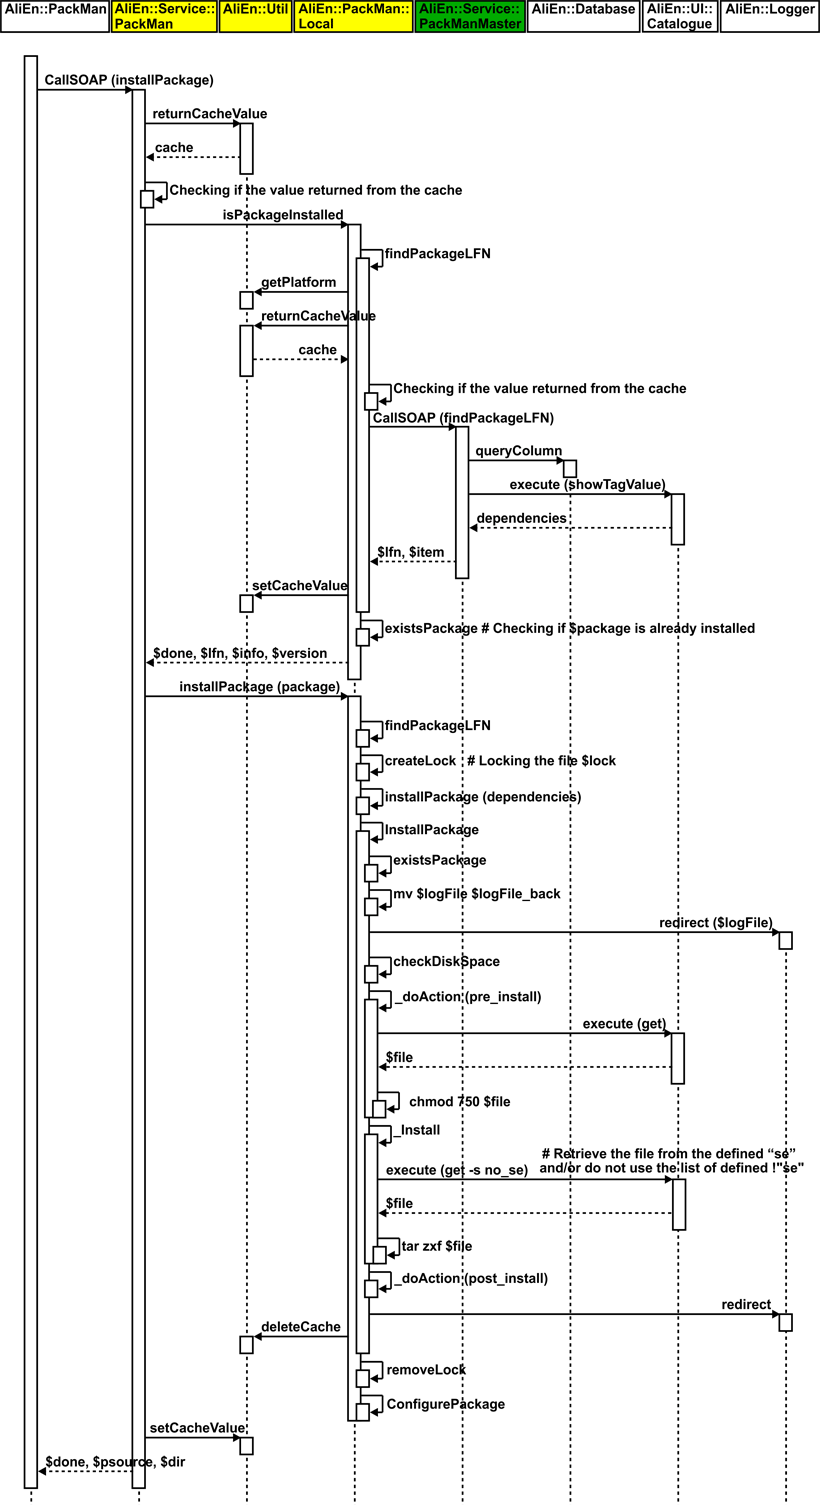 AliEn::PackMan
AliEn::Service::
PackMan
AliEn::Util
AliEn::PackMan::
Local
AliEn::Service::
PackManMaster
AliEn::Database
AliEn::UI::
Catalogue
AliEn::Logger
CallSOAP (installPackage)
returnCacheValue
cache
Checking if the value returned from the cache
isPackageInstalled
findPackageLFN
getPlatform
returnCacheValue
cache
Checking if the value returned from the cache
CallSOAP (findPackageLFN)
queryColumn
execute (showTagValue)
dependencies
$lfn, $item
setCacheValue
existsPackage # Checking if $package is already installed
$done, $lfn, $info, $version
installPackage (package)
findPackageLFN
createLock # Locking the file $lock
installPackage (dependencies)
InstallPackage
existsPackage
mv $logFile $logFile_back
redirect ($logFile)
checkDiskSpace
_doAction (pre_install)
execute (get)
$file
chmod 750 $file
_Install
# Retrieve the file from the defined “se”
and/or do not use the list of defined !"se"
execute (get -s no_se)
$file
tar zxf $file
_doAction (post_install)
redirect
deleteCache
removeLock
ConfigurePackage
setCacheValue
$done, $psource, $dir